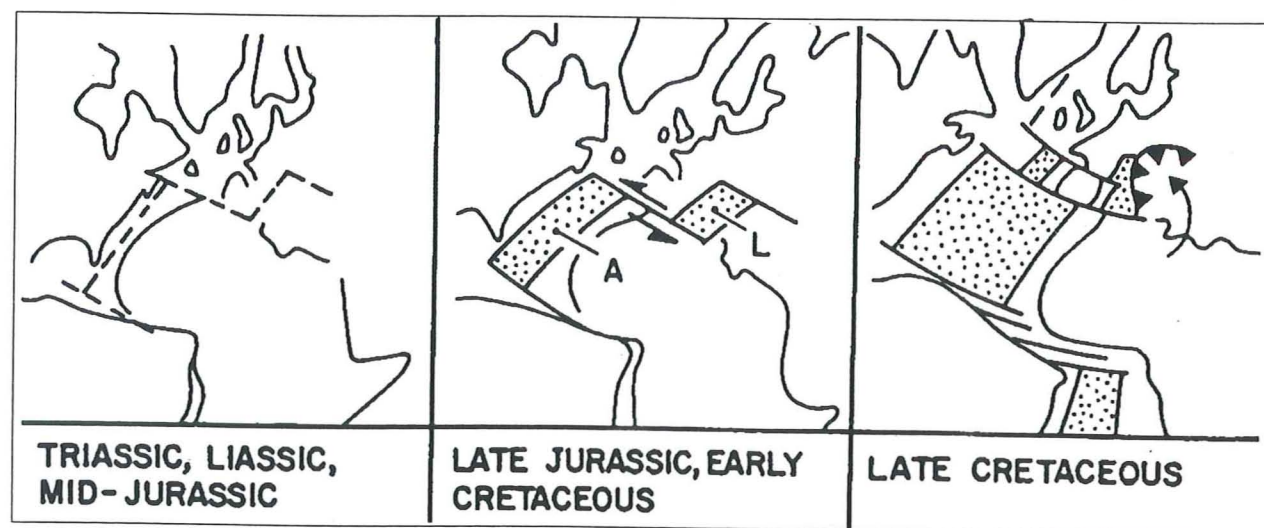 A
L
TRIASSIC, LIASSIC,
MID-JURASSIC
LATE JURASSIC, EARLY
CRETACEOUS
LATE CRETACEOUS